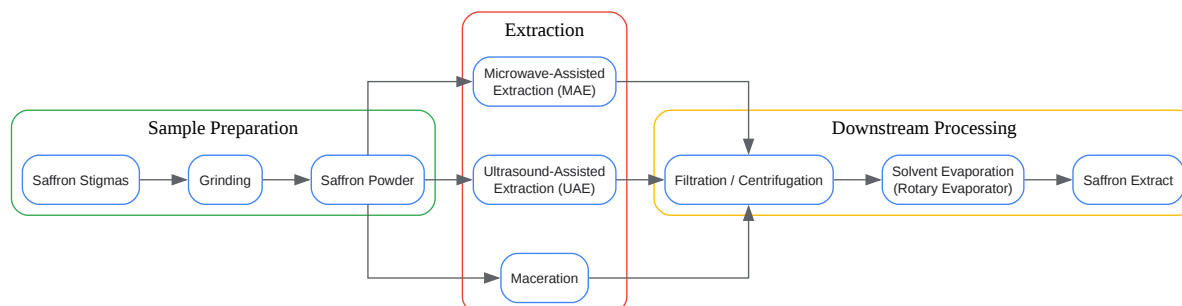 Extraction
Microwave-Assisted
Extraction (MAE)
Sample Preparation
Downstream Processing
Saffron Stigmas
Grinding
Saffron Powder
Ultrasound-Assisted
Extraction (UAE)
Filtration / Centrifugation
Solvent Evaporation
(Rotary Evaporator)
Saffron Extract
Maceration